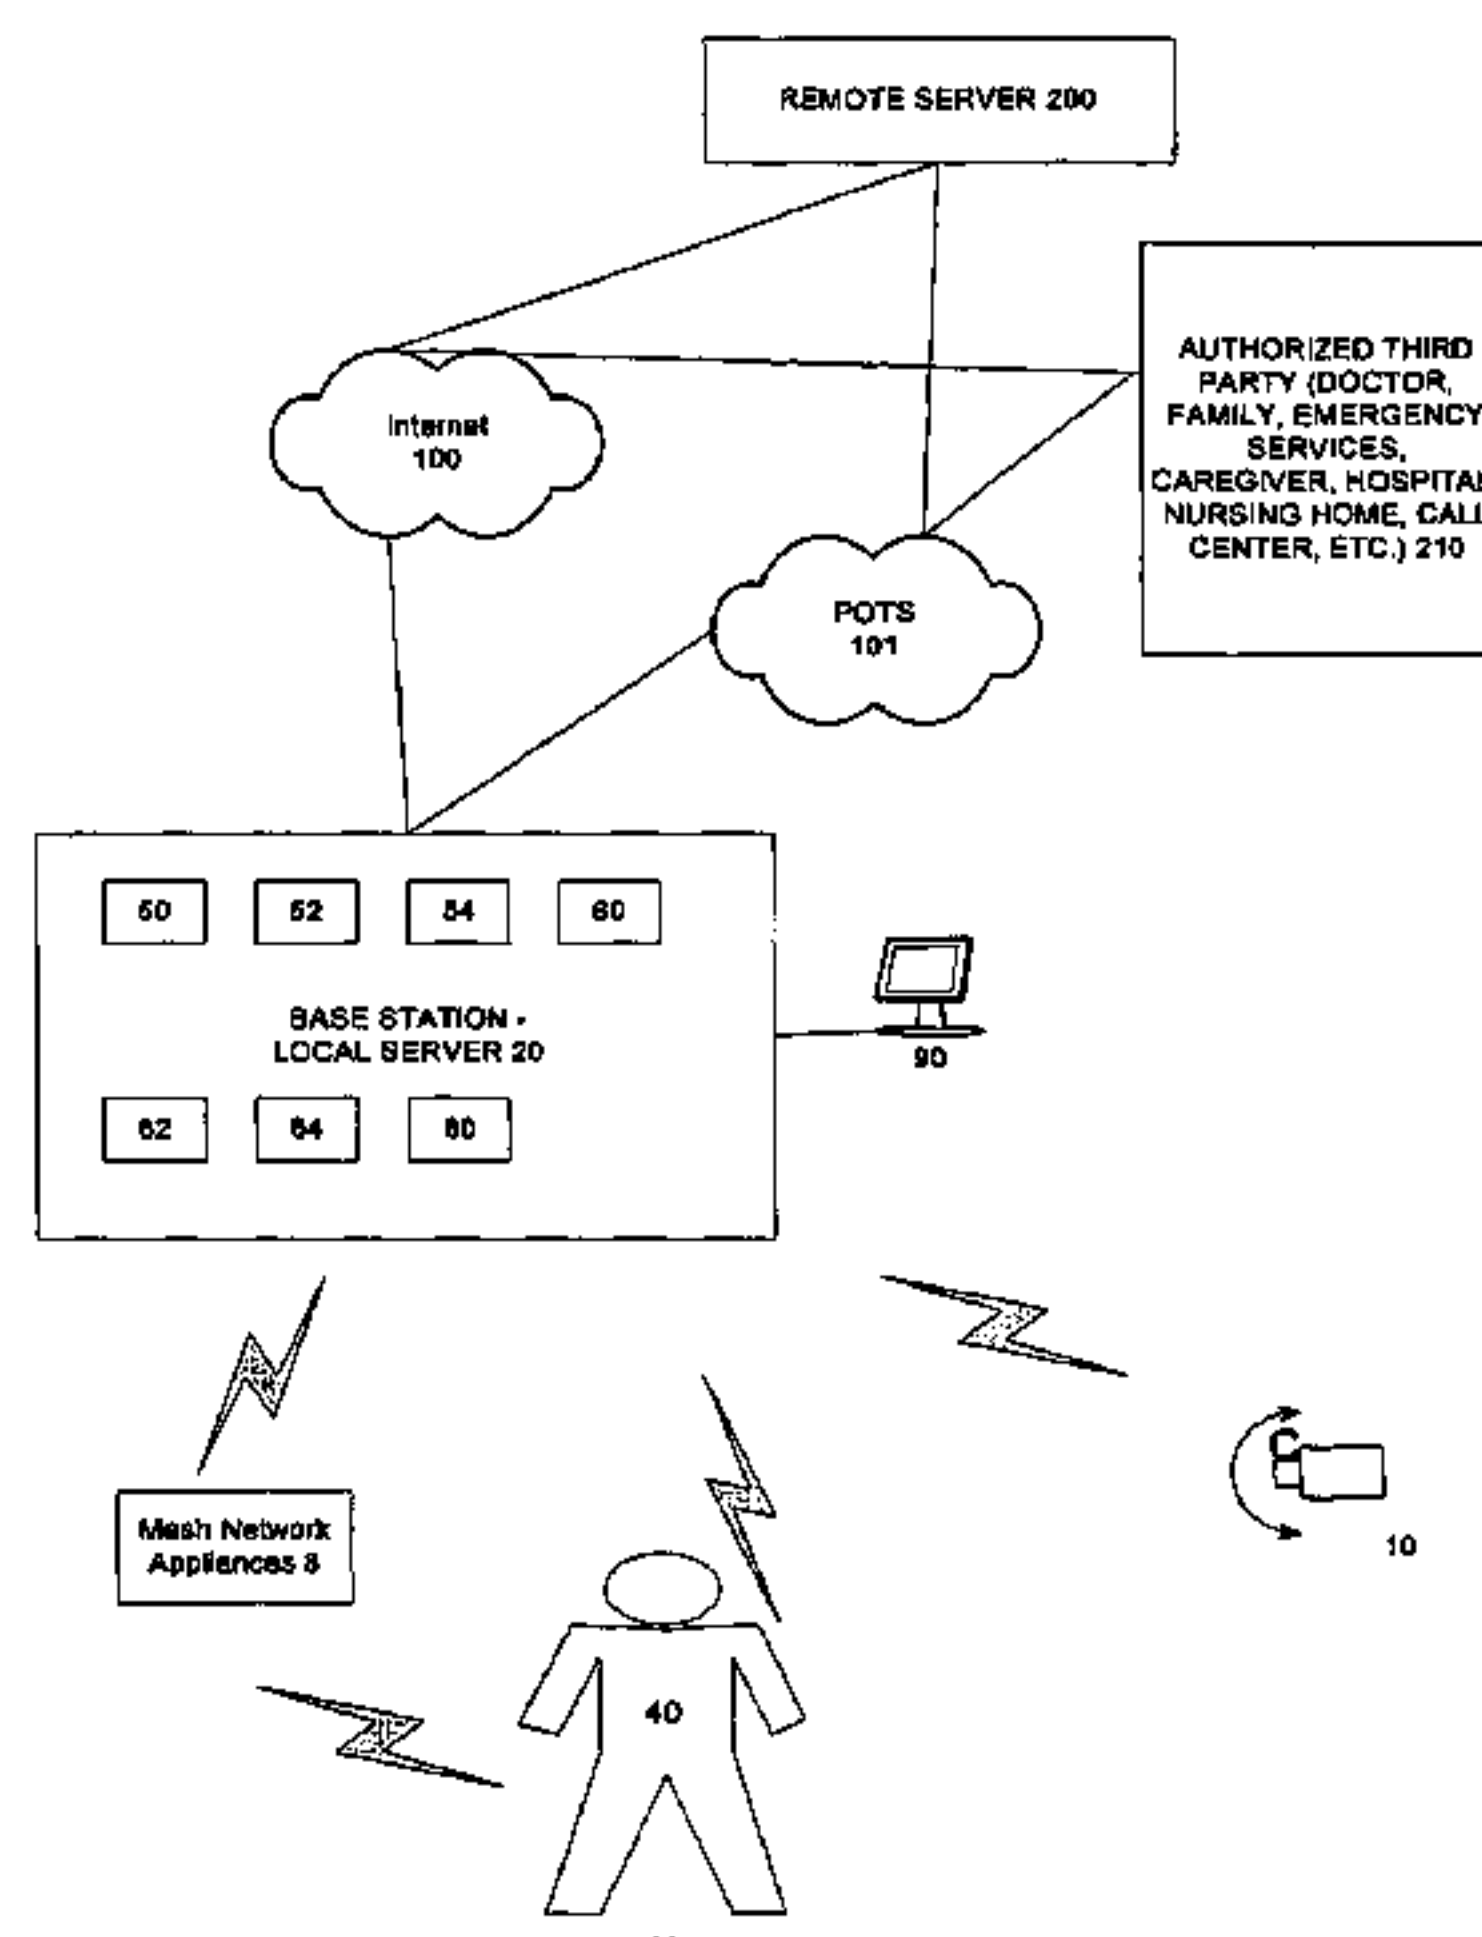 REMOTE SERVER 200
AUTHORIZED THIRD
PARTY (DOCTOR,
FAMILY, EMERGENCY
SERVICES,
CAREGIVER, HOSPITAL
NURSING HOME, CALL
CENTER, ETC.) 210
Internet
100
POTS
101
50 52 54 60
BASE STATION -
LOCAL SERVER 20
90
62 64 80
10
Mesh Network
Appliances 8
40